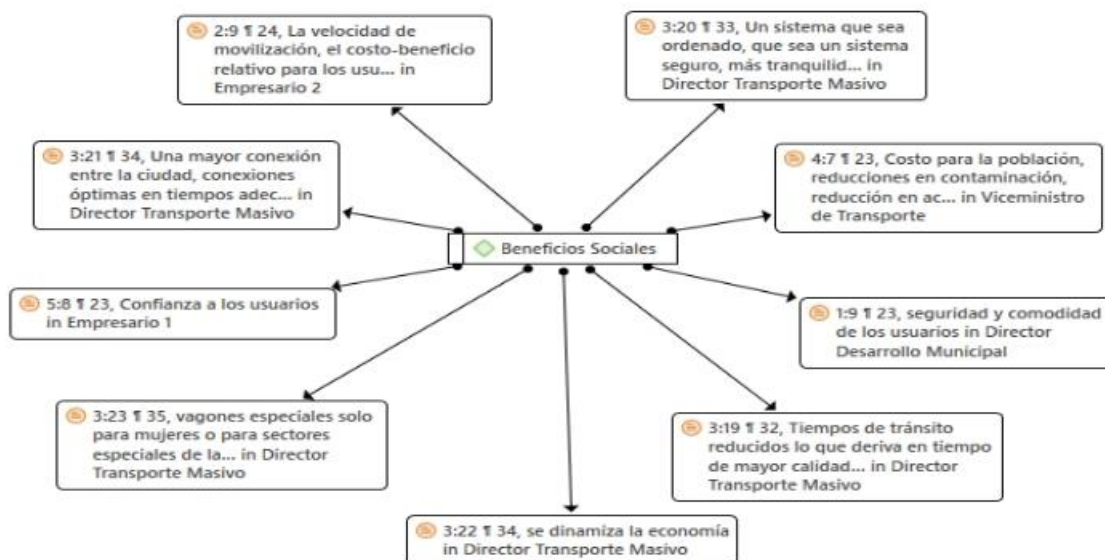 2:9 ¶ 24, La velocidad de
movilización, el costo-beneficio
relativo para los usu... in
Empresario 2
3:20 ¶ 33, Un sistema que sea
ordenado, que sea un sistema
seguro, más tranquilid... in
Director Transporte Masivo
3:21 ¶ 34, Una mayor conexión
entre la ciudad, conexiones
óptimas en tiempos adec... in
Director Transporte Masivo
4:7 ¶ 23, Costo para la población,
reducciones en contaminación,
reducción en ac... in Viceministro
de Transporte
Beneficios Sociales
5:8 ¶ 23, Confianza a los usuarios
in Empresario 1
1:9 ¶ 23, seguridad y comodidad
de los usuarios in Director
Desarrollo Municipal
3:23 ¶ 35, vagones especiales solo
para mujeres o para sectores
especiales de la... in Director
Transporte Masivo
3:19 ¶ 32, Tiempos de tránsito
reducidos lo que deriva en tiempo
de mayor calidad... in Director
Transporte Masivo
3:22 ¶ 34, se dinamiza la economía
in Director Transporte Masivo